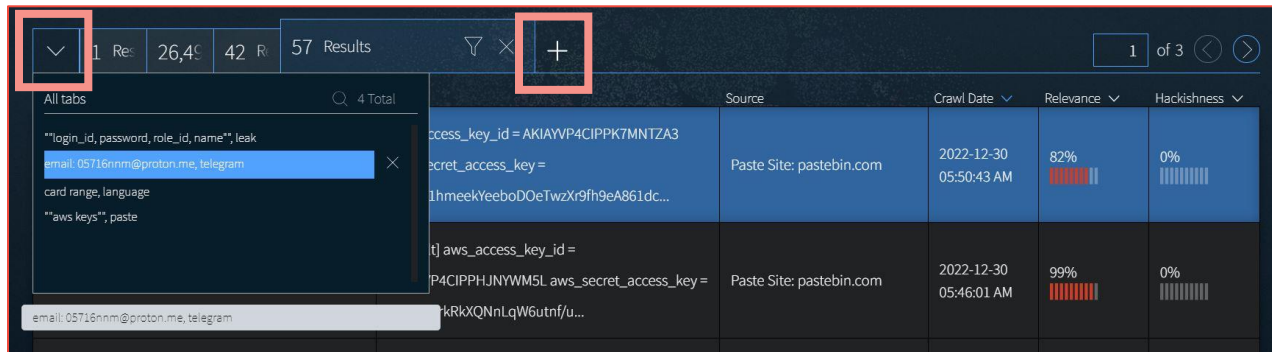 1 Res 26,49 42 R 57 Results 1 of 3
All tabs 4 Total
""login_id, password, role_id, name"", leak
email: 05716nnm@proton.me, telegram
card range, language
""aws keys"", paste
email: 05716nnm@proton.me, telegram
Source Crawl Date Relevance Hackishness
ccess_key_id = AKIAYVP4CIPPK7MNTZA3
ecret_access_key =
1hmeekYeeboDOeTwzXr9fh9eA861dc...
Paste Site: pastebin.com
2022-12-30
05:50:43 AM
82%
0%
t] aws_access_key_id =
P4CIPPHJNYWM5L aws_secret_access_key =
rkRkXQNnLqW6utnf/u...
Paste Site: pastebin.com
2022-12-30
05:46:01 AM
99%
0%